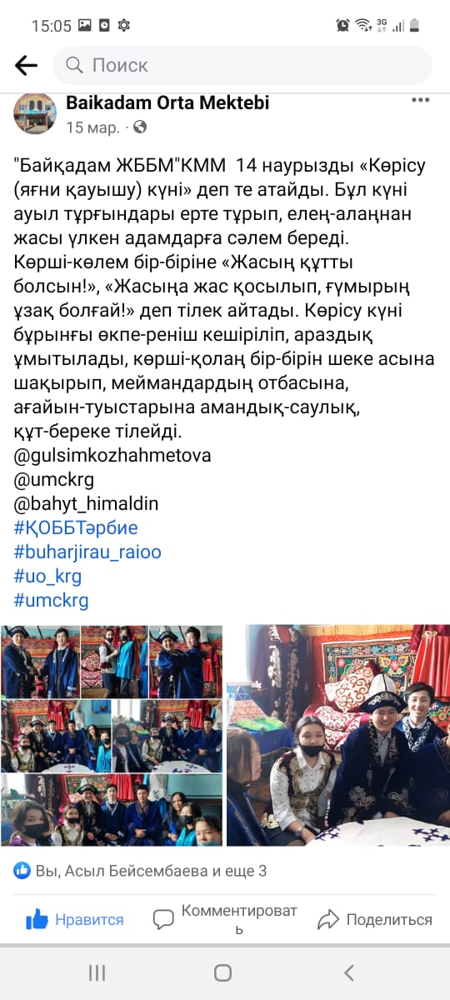 15:05
3G
Поиск
Baikadam Orta Mektebi
15 мар. ·
"Байқадам ЖББМ"КММ  14 наурызды «Көрісу
(яғни қауышу) күні» деп те атайды. Бұл күні
ауыл тұрғындары ерте тұрып, елең-алаңнан
жасы үлкен адамдарға сәлем береді.
Көрші-көлем бір-біріне «Жасың құтты
болсын!», «Жасыңа жас қосылып, ғүмырың
ұзақ болғай!» деп тілек айтады. Көрісу күні
бұрынғы өкпе-реніш кешіріліп, араздық
ұмытылады, көрші-қолаң бір-бірін шеке асына
шақырып, меймандардың отбасына,
ағайын-туыстарына амандық-саулық,
құт-береке тілейді.
@gulsimkozhahmetova
@umckrg
@bahyt_himaldin
#ҚОББТәрбие
#buharjirau_raioo
#uo_krg
#umckrg
Вы, Асыл Бейсембаева и еще 3
Нравится
Комментироват
ь
Поделиться